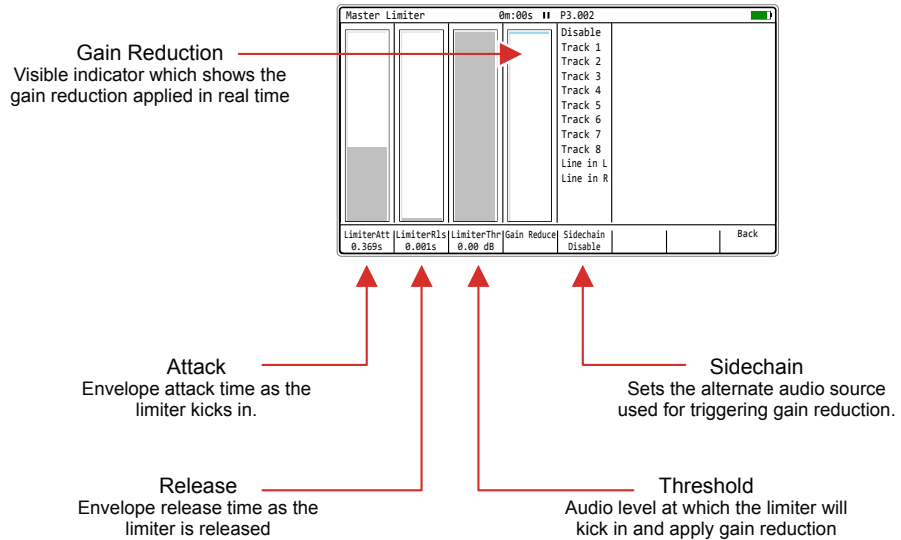 Master Limiter 0m:00s P3.002
Gain Reduction
Visible indicator which shows the
gain reduction applied in real time
Disable
Track 1
Track 2
Track 3
Track 4
Track 5
Track 6
Track 7
Track 8
Line in L
Line in R
LimiterAtt LimiterRls LimiterThr Gain Reduce Sidechain Back
0.369s 0.001s 0.00 dB Disable
Attack
Envelope attack time as the
limiter kicks in.
Sidechain
Sets the alternate audio source
used for triggering gain reduction.
Release
Envelope release time as the
limiter is released
Threshold
Audio level at which the limiter will
kick in and apply gain reduction